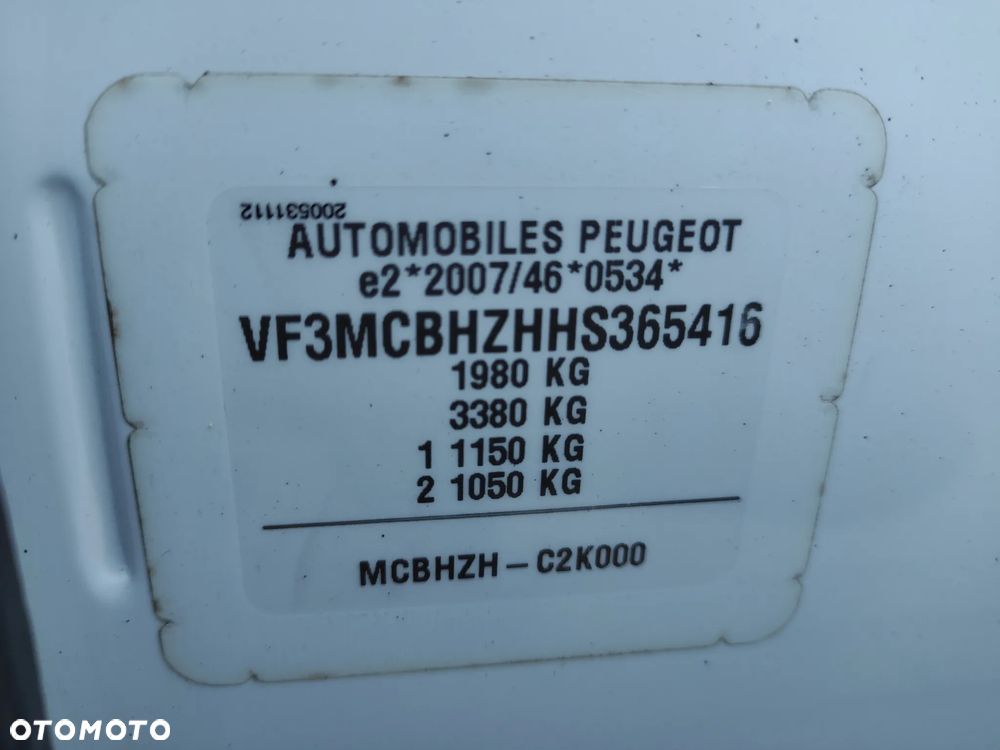 200531112
AUTOMOBILES PEUGEOT
e2*2007/46*0534*
VF3MCBHZHHS365416
1980 KG
3380 KG
1 1150 KG
2 1050 KG
MCBHZH – C2K000
OTOMOTO